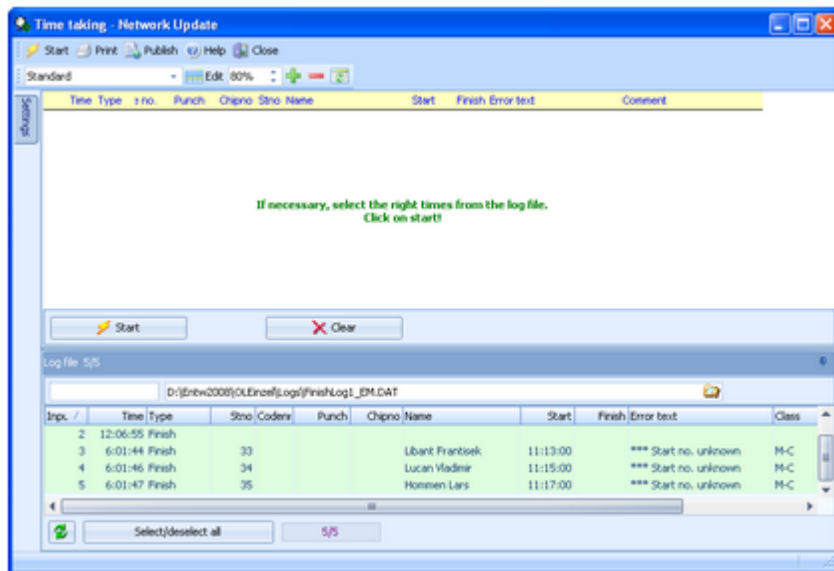 Time taking - Network Update
Start Print Publish Help Close
Standard Edit 80%
Settings
Time Type no. Punch Chipno Stno Name Start Finish Error text Comment
If necessary, select the right times from the log file.
Click on start!
Start Clear
Log file 5/5
D:\Entw2008\OLEinzel\Logs\FinishLog1_EM.DAT
Time Type Stno Codenr Punch Chipno Name Start Finish Error text Class
2 12:06:55 Finish
3 6:01:44 Finish 33 Libant Frantisek 11:13:00 *** Start no. unknown M-C
4 6:01:46 Finish 34 Lucan Vladimir 11:15:00 *** Start no. unknown M-C
5 6:01:47 Finish 35 Hommen Lars 11:17:00 *** Start no. unknown M-C
Select/deselect all 5/5